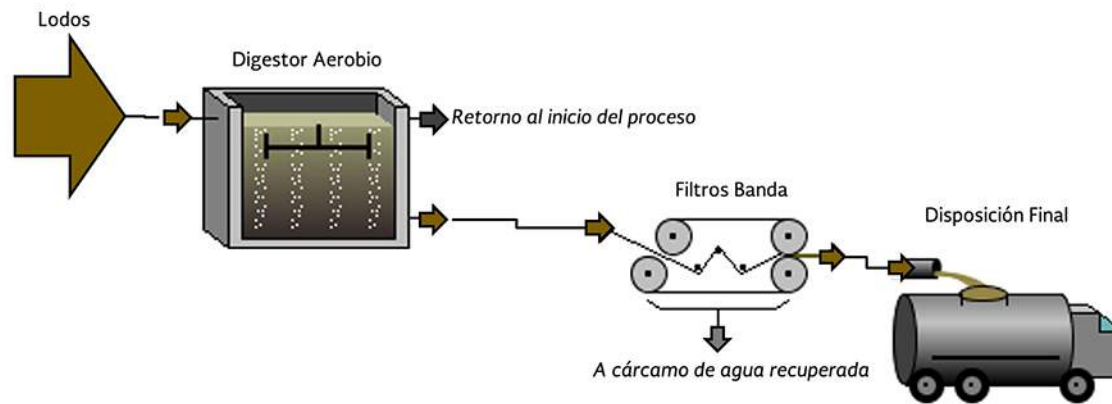 Lodos
Digestor Aerobio
Retorno al inicio del proceso
Filtros Banda
Disposición Final
A cárcamo de agua recuperada